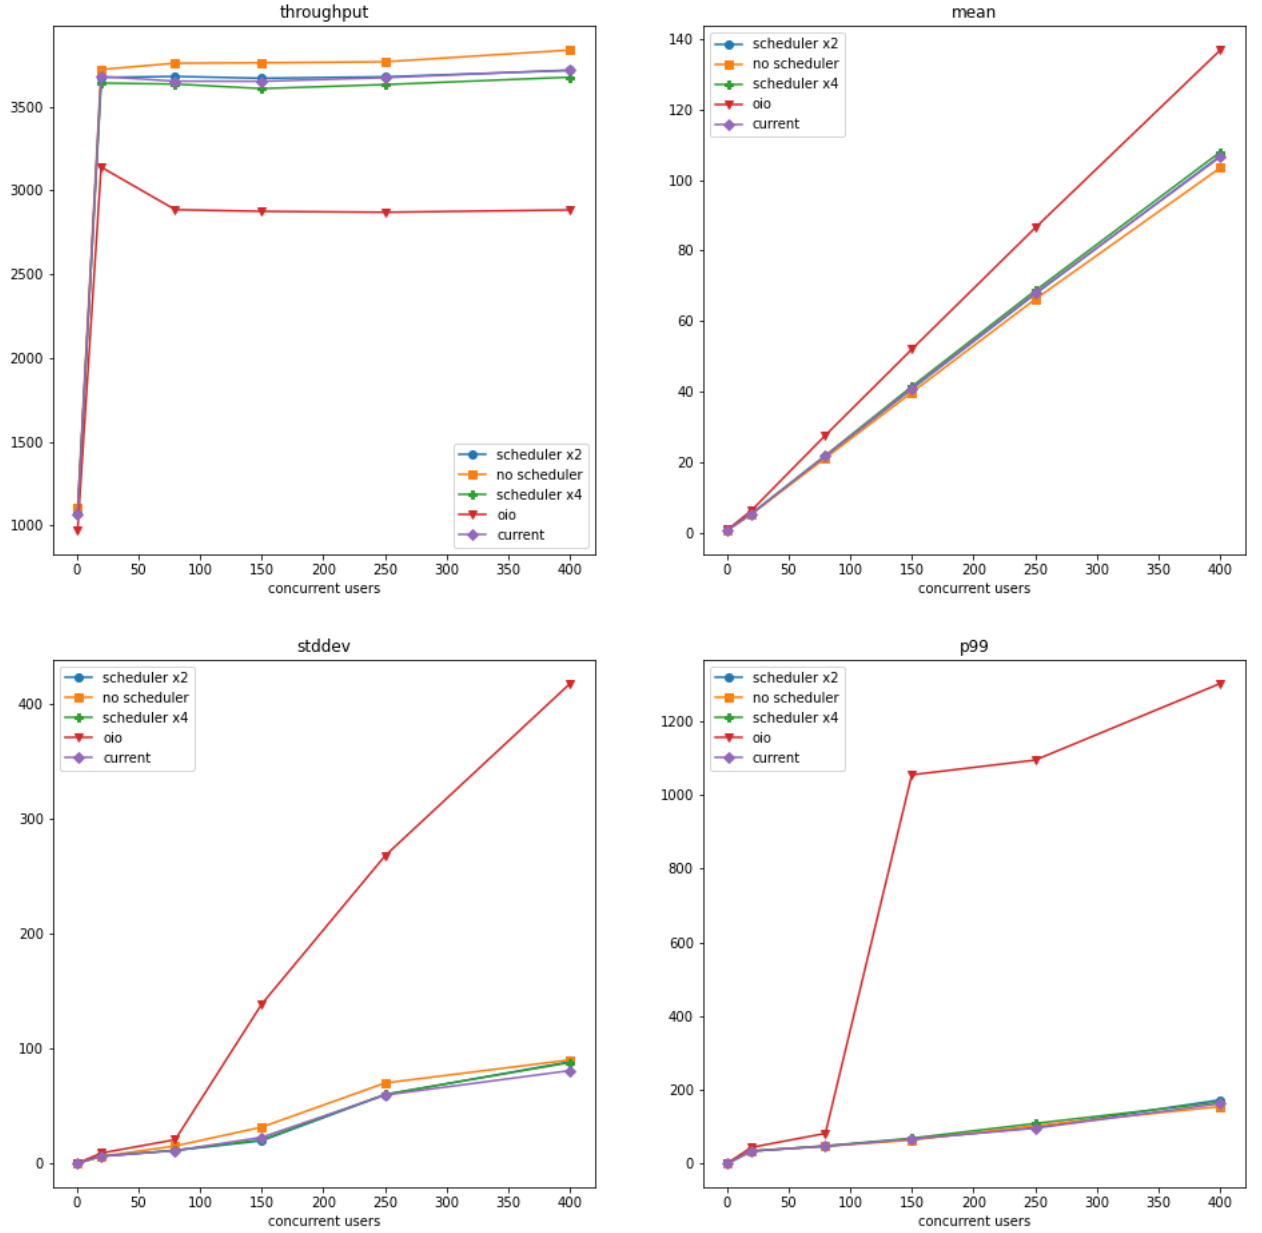 throughput
3500
3000
2500
2000
1500
1000
scheduler x2
no scheduler
scheduler x4
oio
current
0 50 100 150 200 250 300 350 400
concurrent users
mean
140
120
100
80
60
40
20
0
scheduler x2
no scheduler
scheduler x4
oio
current
0 50 100 150 200 250 300 350 400
concurrent users
stddev
400
300
200
100
0
scheduler x2
no scheduler
scheduler x4
oio
current
0 50 100 150 200 250 300 350 400
concurrent users
p99
1200
1000
800
600
400
200
0
scheduler x2
no scheduler
scheduler x4
oio
current
0 50 100 150 200 250 300 350 400
concurrent users